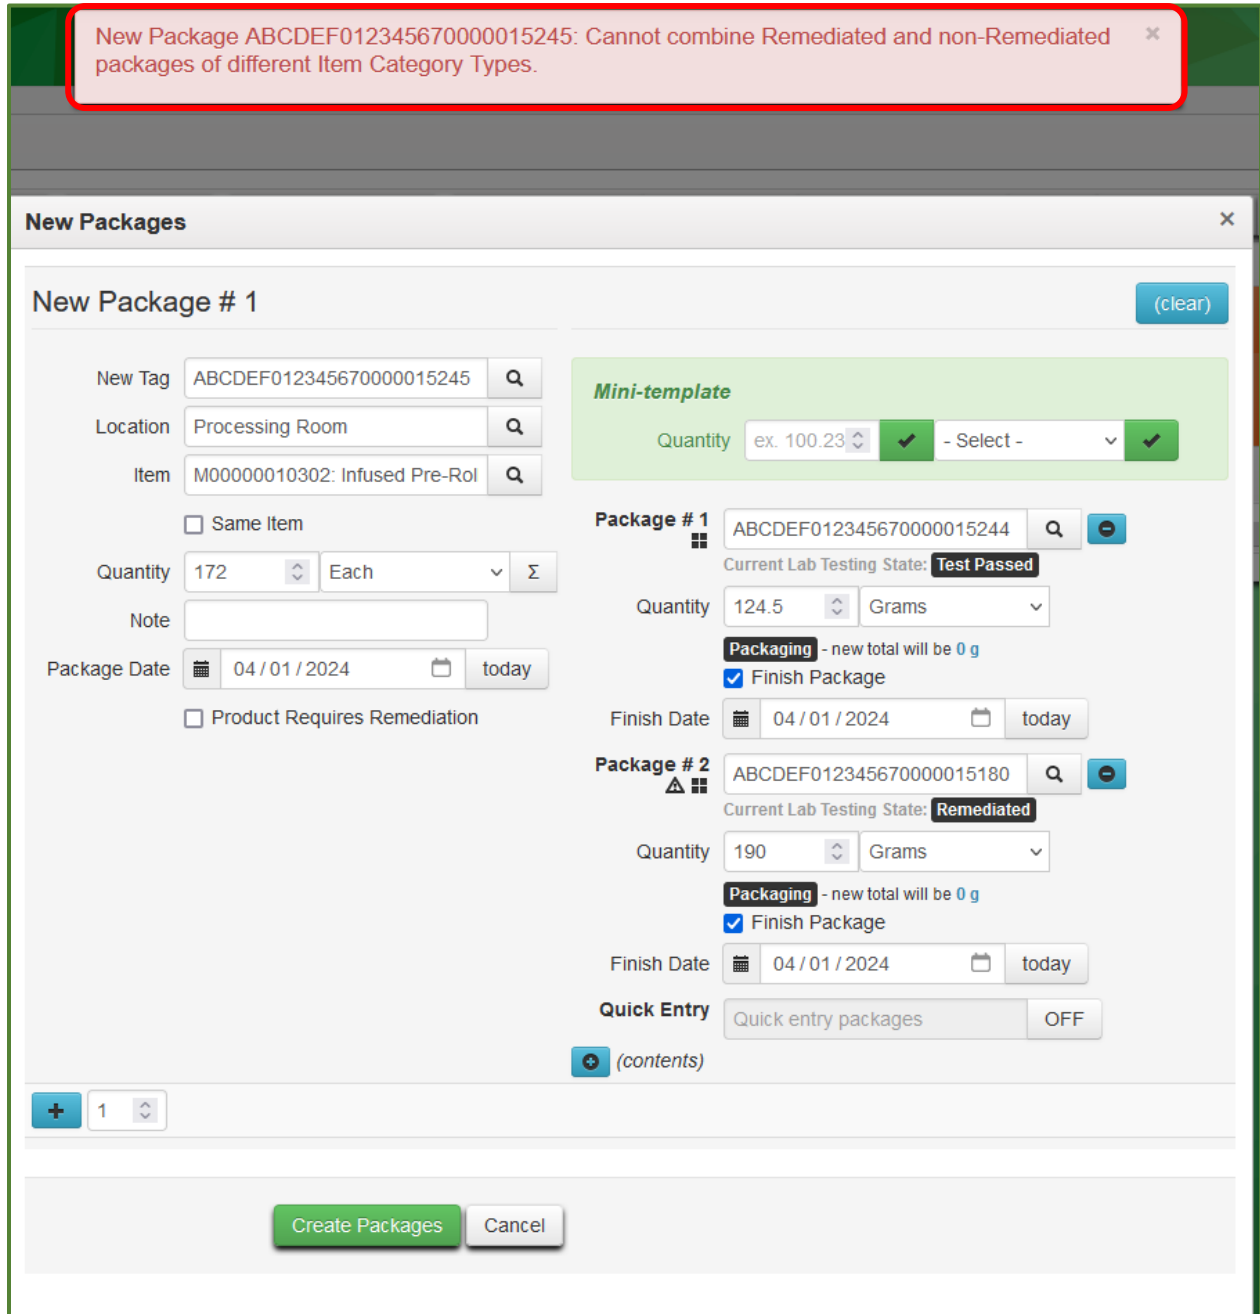 New Package ABCDEF012345670000015245: Cannot combine Remediated and non-Remediated
packages of different Item Category Types.
×
New Packages
×
New Package # 1
(clear)
New Tag ABCDEF012345670000015245
Location Processing Room
Item M00000010302: Infused Pre-Rol
Same Item
Quantity 172 Each Σ
Note
Package Date 04/01/2024 today
Product Requires Remediation
Mini-template
Quantity ex. 100.23 - Select -
Package # 1 ABCDEF012345670000015244
Current Lab Testing State: Test Passed
Quantity 124.5 Grams
Packaging - new total will be 0 g
Finish Package
Finish Date 04/01/2024 today
Package # 2 ABCDEF012345670000015180
Current Lab Testing State: Remediated
Quantity 190 Grams
Packaging - new total will be 0 g
Finish Package
Finish Date 04/01/2024 today
Quick Entry Quick entry packages OFF
(contents)
1
Create Packages Cancel